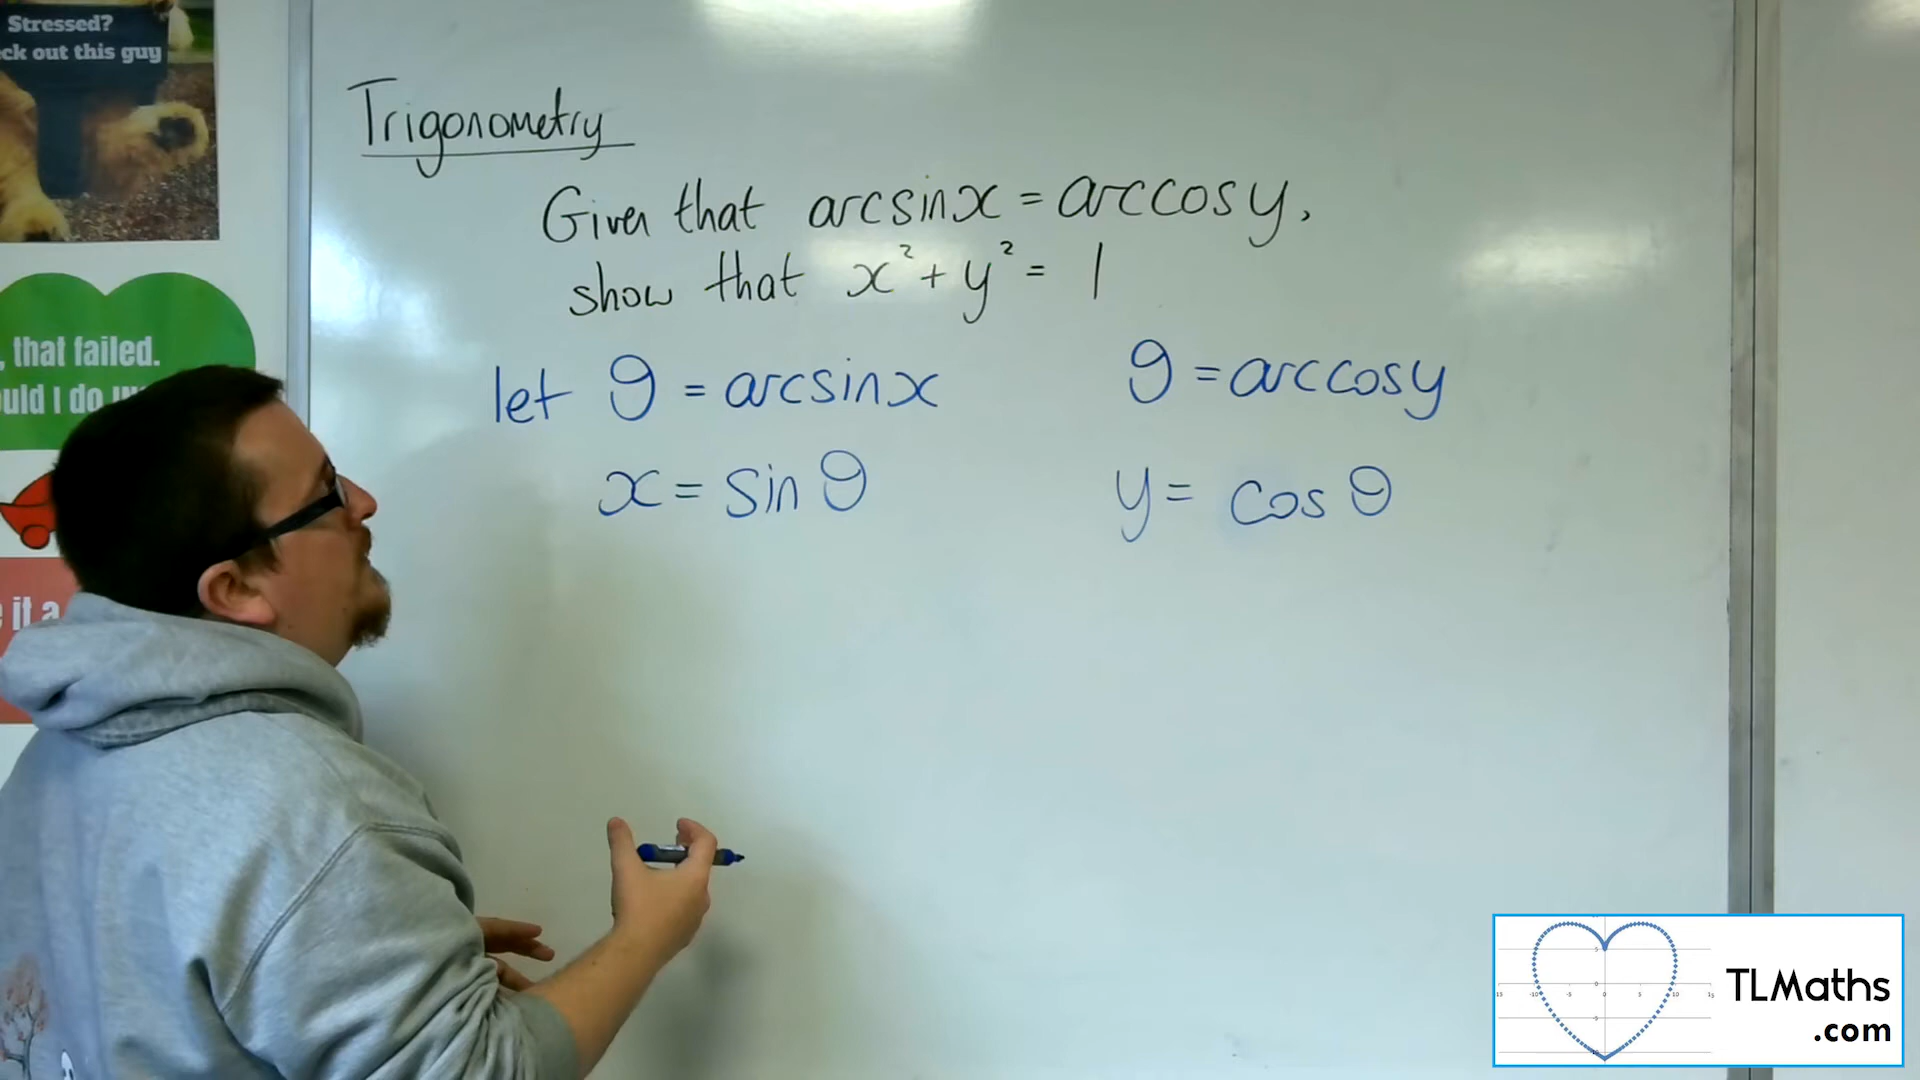 Stressed?
ck out this guy
Trigonometry
Given that arcsinx = arccosy,
show that x² + y² = 1
, that failed.
uld I do
let θ = arcsinx
θ = arccosy
x = sin θ
y = cos θ
it a
TLMaths
.com